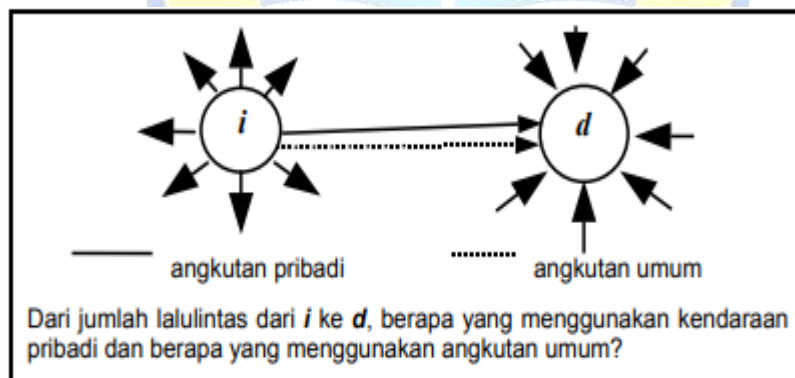 i
d
angkutan pribadi
angkutan umum
Dari jumlah lalulintas dari i ke d, berapa yang menggunakan kendaraan
pribadi dan berapa yang menggunakan angkutan umum?